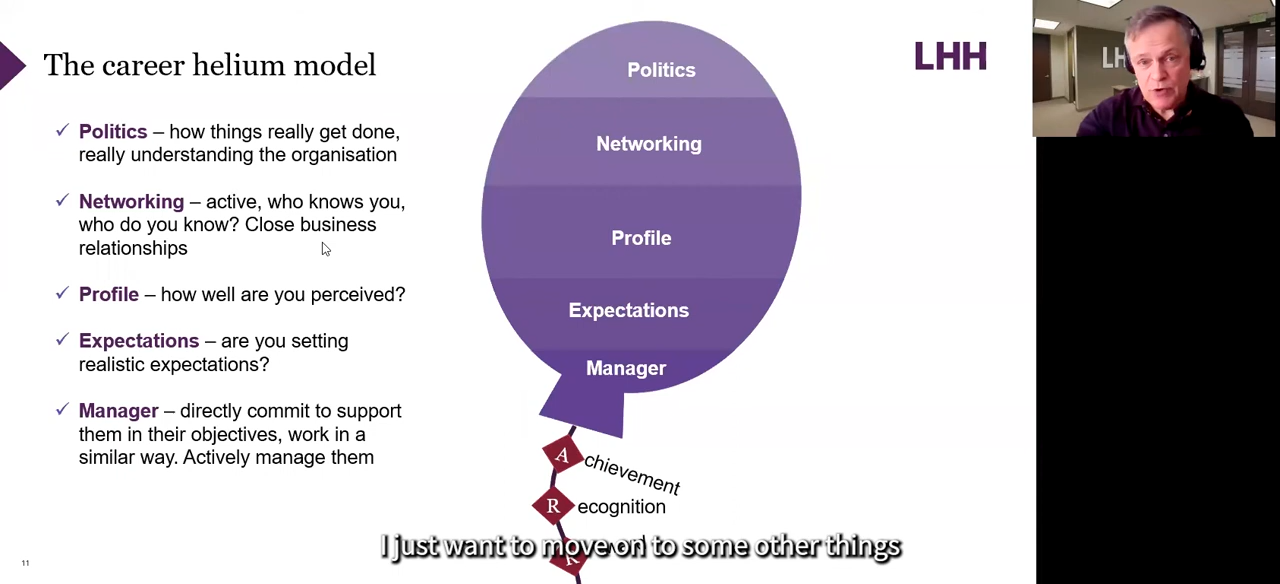 The career helium model
LHH
LH
✓ Politics – how things really get done,
really understanding the organisation
✓ Networking – active, who knows you,
who do you know? Close business
relationships
✓ Profile – how well are you perceived?
✓ Expectations – are you setting
realistic expectations?
✓ Manager – directly commit to support
them in their objectives, work in a
similar way. Actively manage them
Politics
Networking
Profile
Expectations
Manager
A chievement
R ecognition
R
I just want to move on to some other things
11